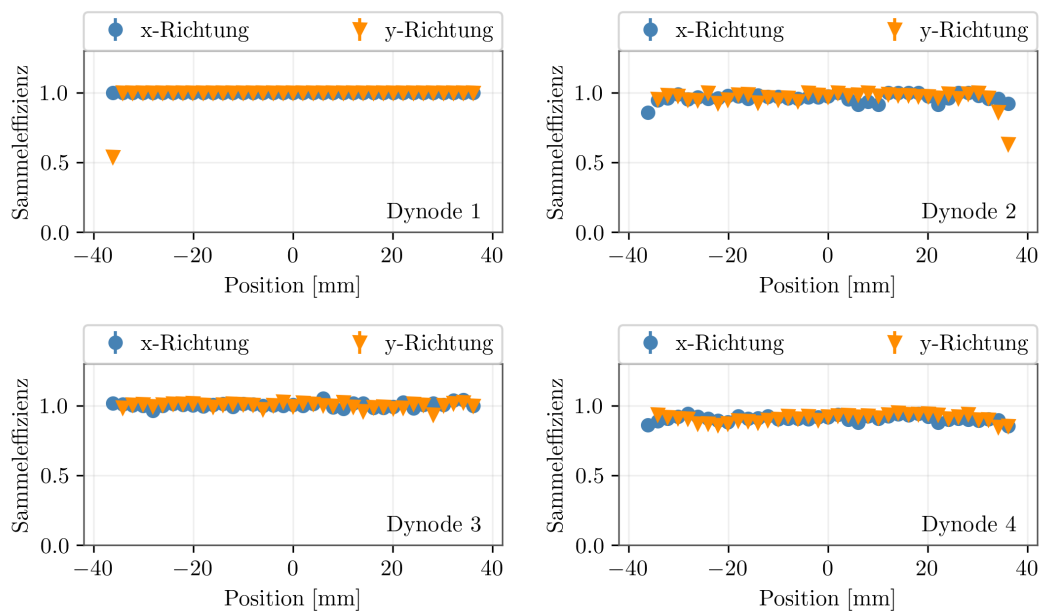 x-Richtung y-Richtung
Sammeleffizienz
1.0
0.5
0.0
Dynode 1
−40 −20 0 20 40
Position [mm]
x-Richtung y-Richtung
Sammeleffizienz
1.0
0.5
0.0
Dynode 2
−40 −20 0 20 40
Position [mm]
x-Richtung y-Richtung
Sammeleffizienz
1.0
0.5
0.0
Dynode 3
−40 −20 0 20 40
Position [mm]
x-Richtung y-Richtung
Sammeleffizienz
1.0
0.5
0.0
Dynode 4
−40 −20 0 20 40
Position [mm]